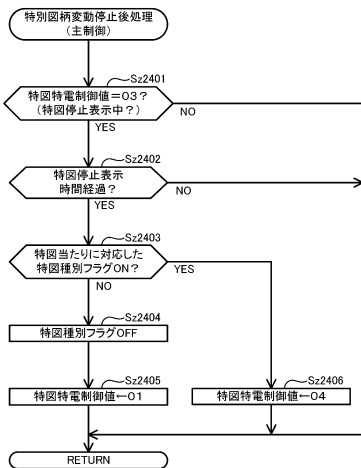 特別図柄変動停止後処理
(主制御)
Sz2401
特図特電制御値=03?
(特図停止表示中?)
NO
YES
Sz2402
特図停止表示
時間経過?
NO
YES
Sz2403
特図当たりに対応した
特図種別フラグON?
YES
NO
Sz2404
特図種別フラグOFF
Sz2405
特図特電制御値←01
Sz2406
特図特電制御値←04
RETURN